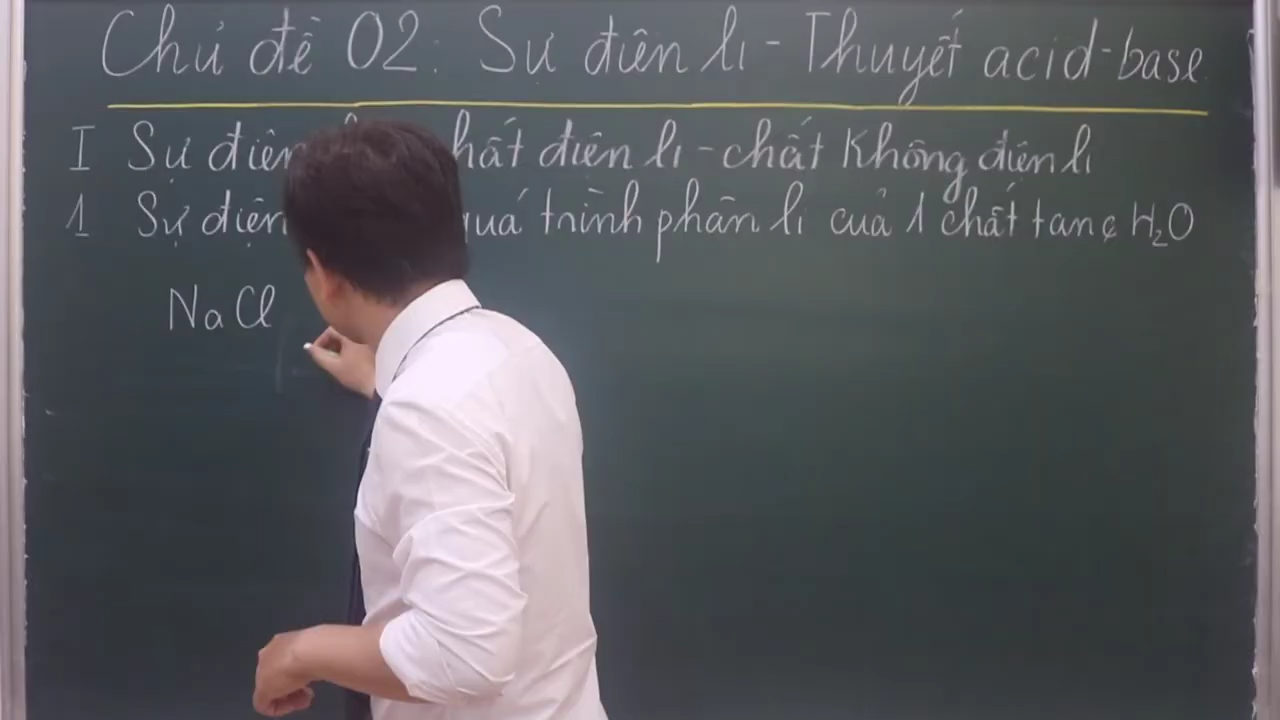 Chủ đề 02: Sự điện li - Thuyết acid-base
I Sự điện hất điện li - chất Không điện li
1 Sự điện quá trình phân li của 1 chất tan H₂O
NaCl